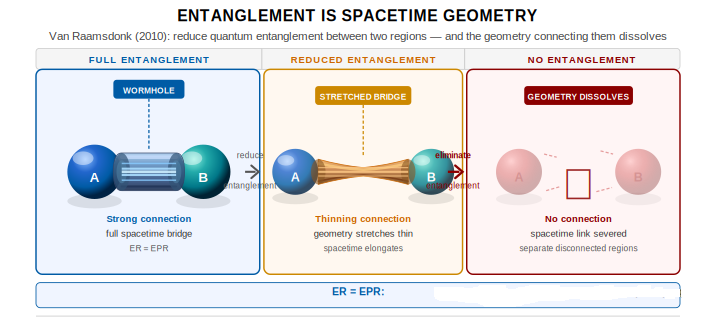 ENTANGLEMENT IS SPACETIME GEOMETRY
Van Raamsdonk (2010): reduce quantum entanglement between two regions — and the geometry connecting them dissolves
FULL ENTANGLEMENT
REDUCED ENTANGLEMENT
NO ENTANGLEMENT
WORMHOLE
STRETCHED BRIDGE
GEOMETRY DISSOLVES
A
B
reduce
entanglement
A
B
eliminate
entanglement
A
B
Strong connection
full spacetime bridge
ER = EPR
Thinning connection
geometry stretches thin
spacetime elongates
No connection
spacetime link severed
separate disconnected regions
ER = EPR: